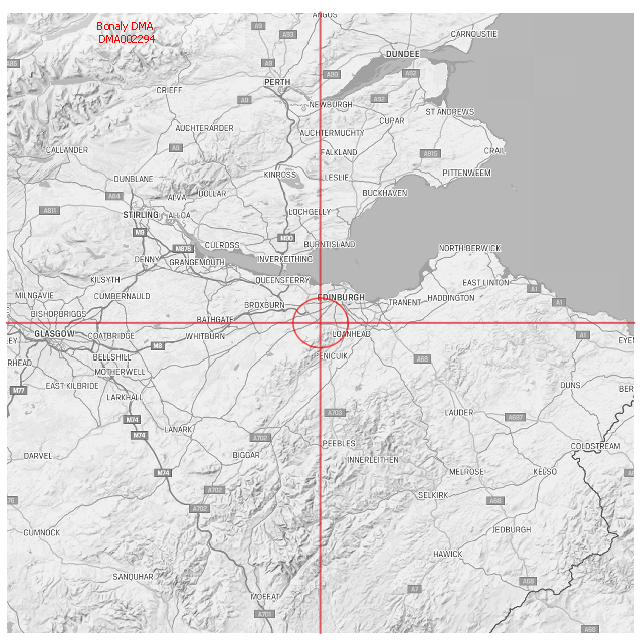 ANGUS
A9
Bonaly DMA
A93
CARNOUSTIE
DMA002294
DUNDEE
A85
A9
A90
A92
PERTH
CRIEFF
A9
A92
NEWBURGH
ST ANDREWS
CUPAR
AUCHTERARDER
AUCHTERMUCHTY
CALLANDER
A9
FALKLAND
A915
CRAIL
PITTENWEEM
DUNBLANE
KINROSS
LESLIE
ALVA
DOLLAR
BUCKHAVEN
A84
A811
STIRLING
ALLOA
LOCHGELLY
M9
M90
CULROSS
BURNTISLAND
M876
NORTH BERWICK
DENNY
GRANGEMOUTH
INVERKEITHING
KILSYTH
QUEENSFERRY
EAST LINTON
A1
MILNGAVIE
CUMBERNAULD
EDINBURGH
HADDINGTON
BROXBURN
TRANENT
A1
BISHOPBRIGGS
BATHGATE
GLASGOW
COATBRIDGE
WHITBURN
LOANHEAD
A1
EY
M8
EYE
BELLSHILL
PENICUIK
A68
RHEAD
MOTHERWELL
EAST KILBRIDE
DUNS
M77
BER
LARKHALL
A703
LAUDER
A697
M74
LANARK
M74
A702
PEEBLES
COLDSTREAM
DARVEL
BIGGAR
INNERLEITHEN
M74
MELROSE
KELSO
A702
SELKIRK
A68
76
A702
CUMNOCK
JEDBURGH
HAWICK
SANQUHAR
A68
A7
MOFFAT
A701
A68